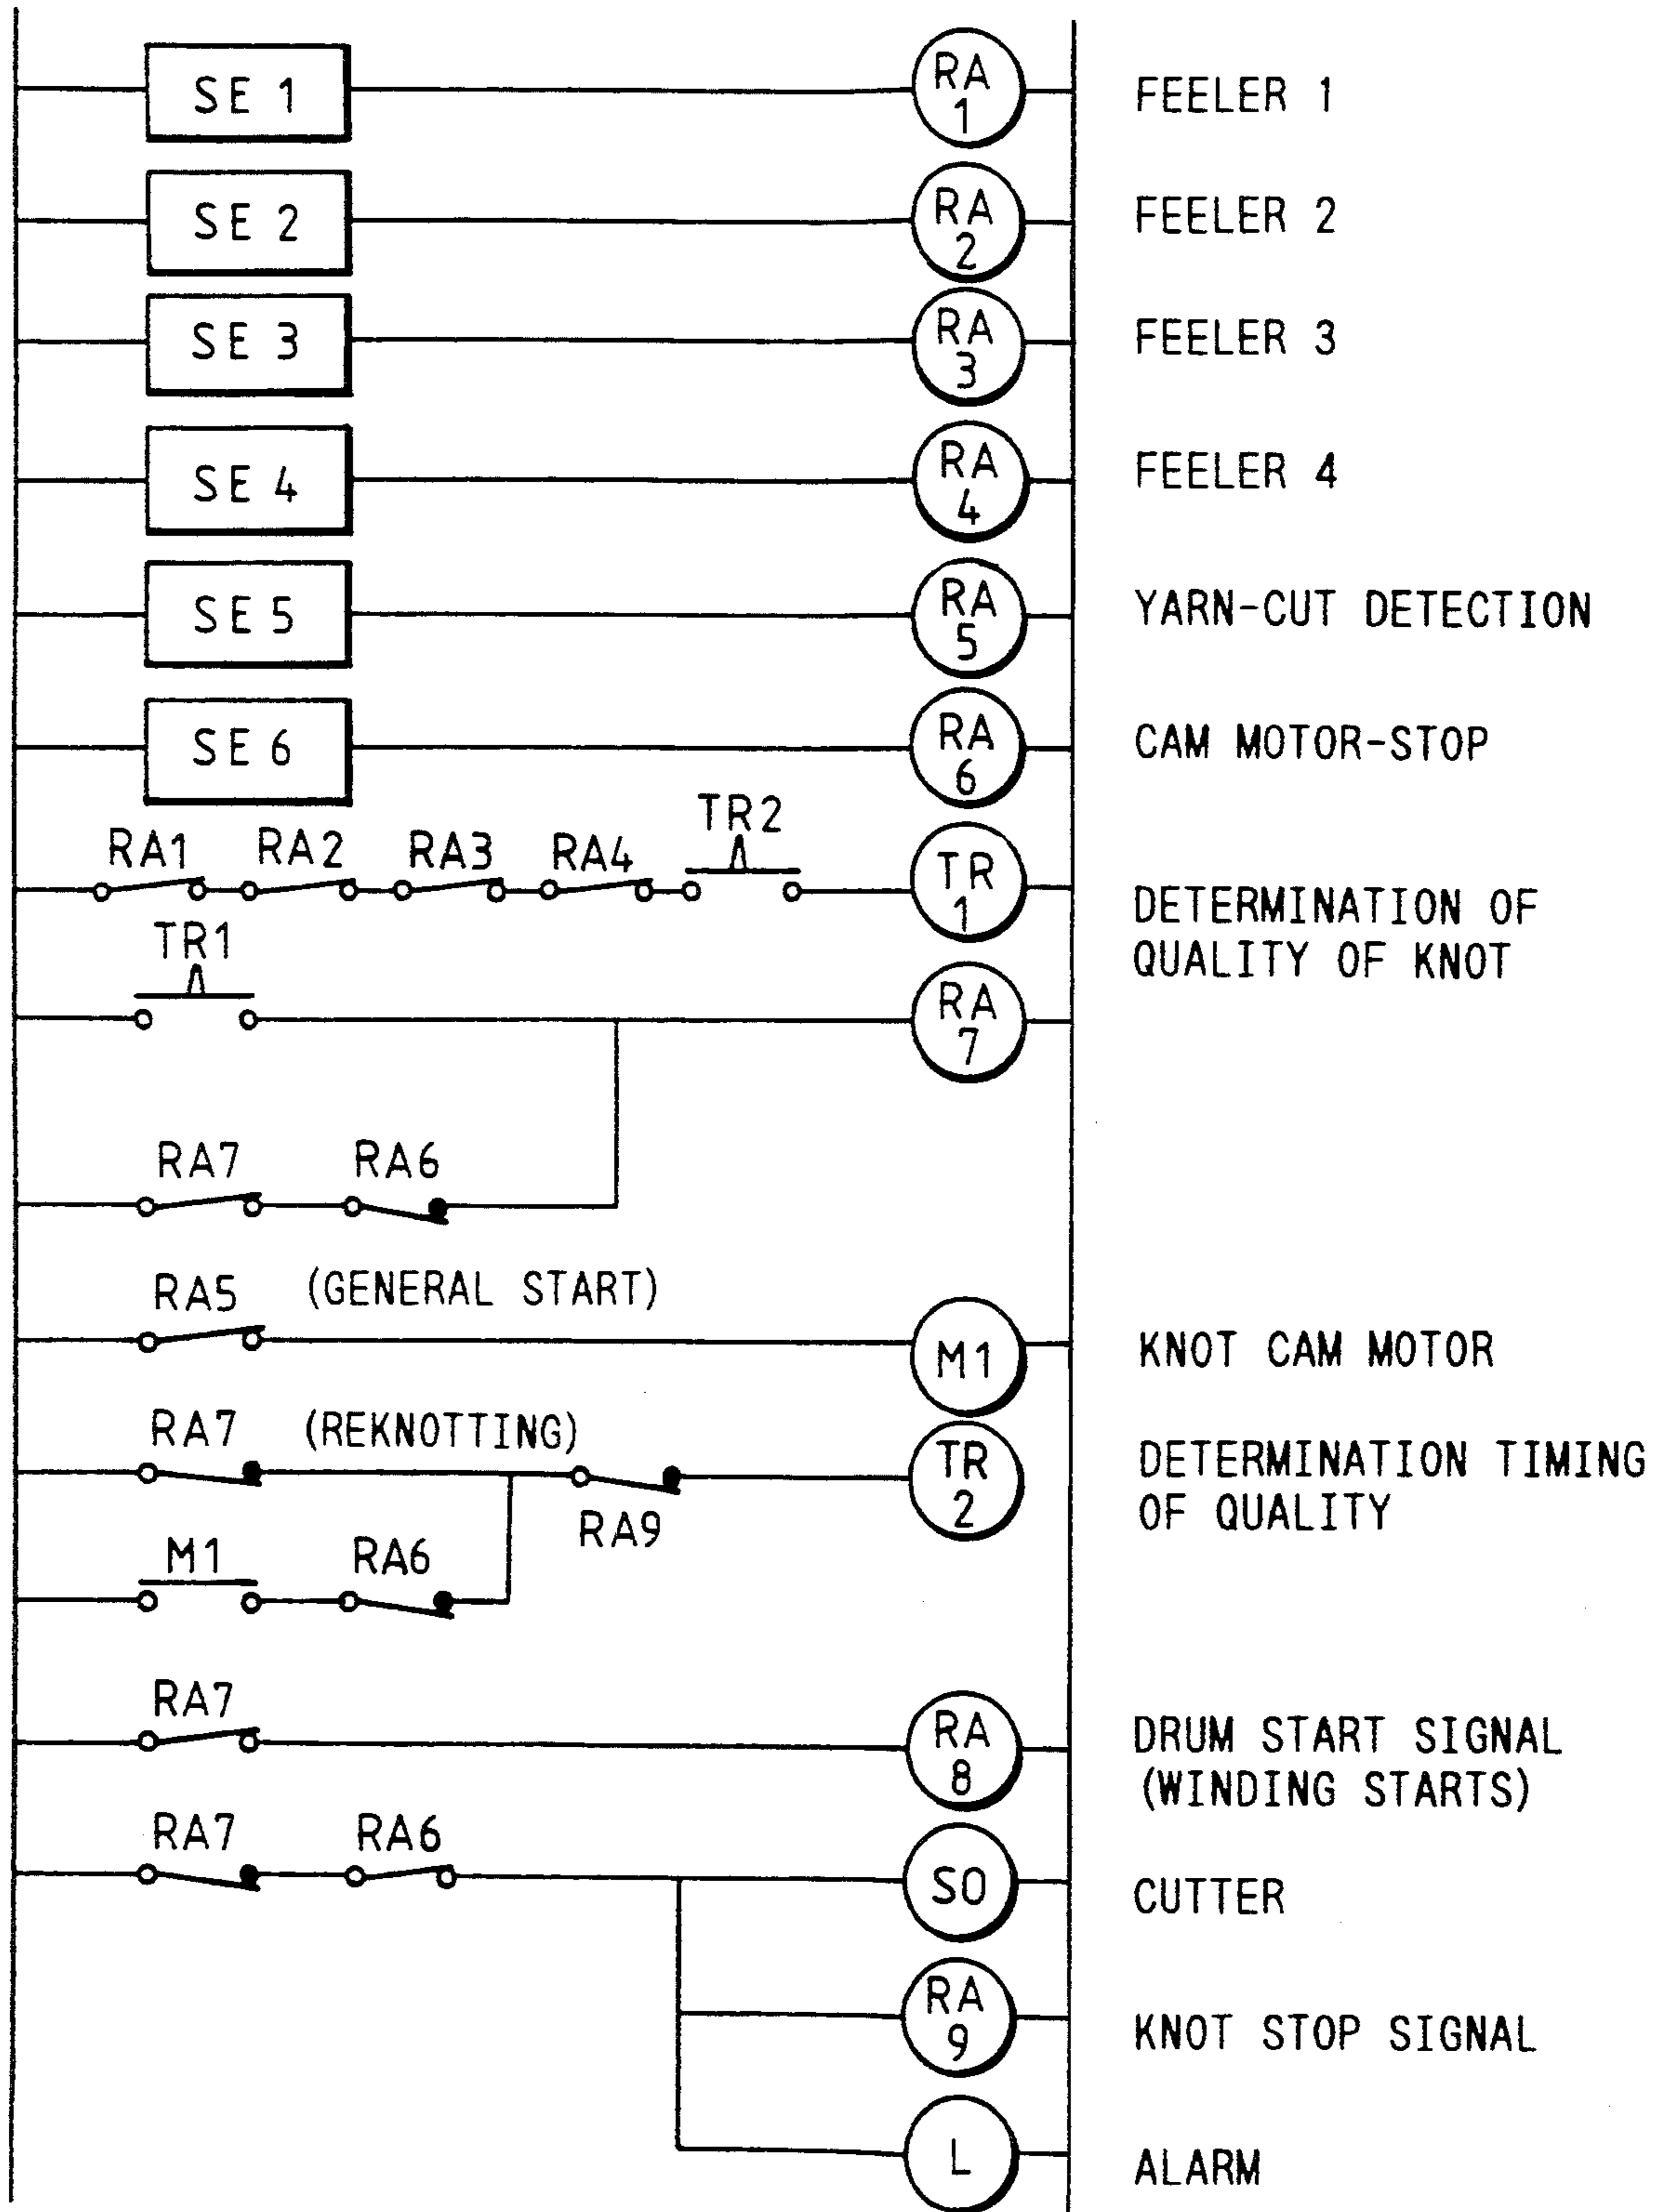 SE 1 RA 1 FEELER 1
SE 2 RA 2 FEELER 2
SE 3 RA 3 FEELER 3
SE 4 RA 4 FEELER 4
SE 5 RA 5 YARN-CUT DETECTION
SE 6 RA 6 CAM MOTOR-STOP
RA1 RA2 RA3 RA4 TR2 TR 1
DETERMINATION OF
QUALITY OF KNOT
TR1 RA 7
RA7 RA6
RA5 (GENERAL START) M1 KNOT CAM MOTOR
RA7 (REKNOTTING) RA9 TR 2
DETERMINATION TIMING
OF QUALITY
M1 RA6
RA7 RA 8
DRUM START SIGNAL
(WINDING STARTS)
RA7 RA6 SO CUTTER
RA 9 KNOT STOP SIGNAL
L ALARM